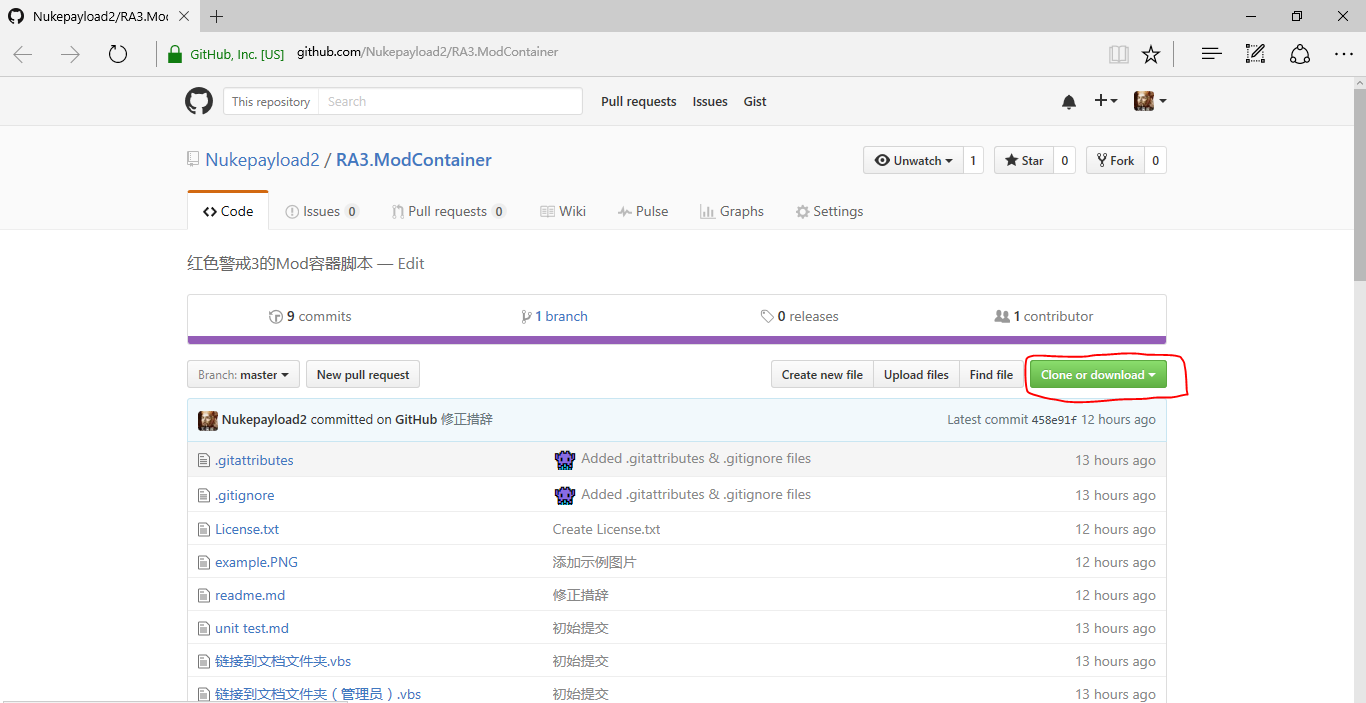 Nukepayload2/RA3.Mod
GitHub, Inc. [US] github.com/Nukepayload2/RA3.ModContainer
This repository Search Pull requests Issues Gist
Nukepayload2 / RA3.ModContainer Unwatch 1 Star 0 Fork 0
Code Issues 0 Pull requests 0 Wiki Pulse Graphs Settings
红色警戒3的Mod容器脚本 — Edit
9 commits 1 branch 0 releases 1 contributor
Branch: master New pull request Create new file Upload files Find file Clone or download
Nukepayload2 committed on GitHub 修正措辞 Latest commit 458e91f 12 hours ago
.gitattributes Added .gitattributes & .gitignore files 13 hours ago
.gitignore Added .gitattributes & .gitignore files 13 hours ago
License.txt Create License.txt 12 hours ago
example.PNG 添加示例图片 12 hours ago
readme.md 修正措辞 12 hours ago
unit test.md 初始提交 13 hours ago
链接到文档文件夹.vbs 初始提交 13 hours ago
链接到文档文件夹（管理员）.vbs 初始提交 13 hours ago